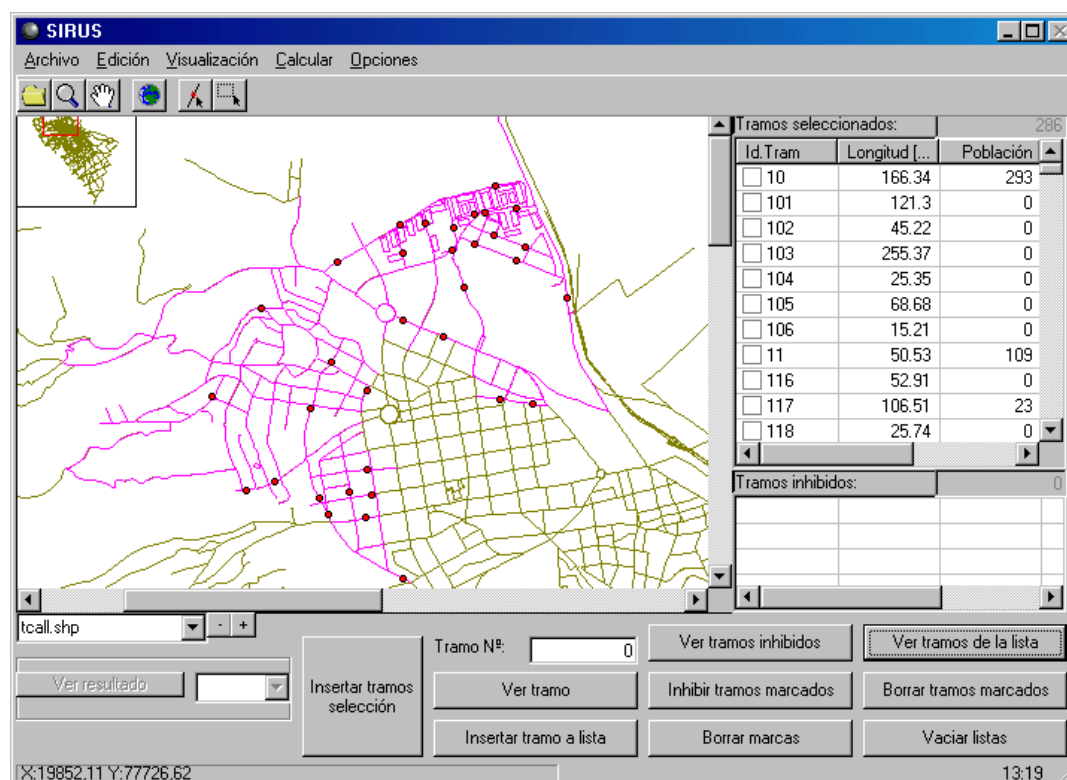 SIRUS
Archivo Edición Visualización Calcular Opciones
Tramos seleccionados: 286
Id.Tram Longitud [... Población
10 166.34 293
101 121.3 0
102 45.22 0
103 255.37 0
104 25.35 0
105 68.68 0
106 15.21 0
11 50.53 109
116 52.91 0
117 106.51 23
118 25.74 0
Tramos inhibidos: 0
tcall.shp - +
Ver resultado
Insertar tramos selección
Tramo Nº: 0
Ver tramo
Insertar tramo a lista
Ver tramos inhibidos
Inhibir tramos marcados
Borrar marcas
Ver tramos de la lista
Borrar tramos marcados
Vaciar listas
X:19852,11 Y:77726,62 13:19